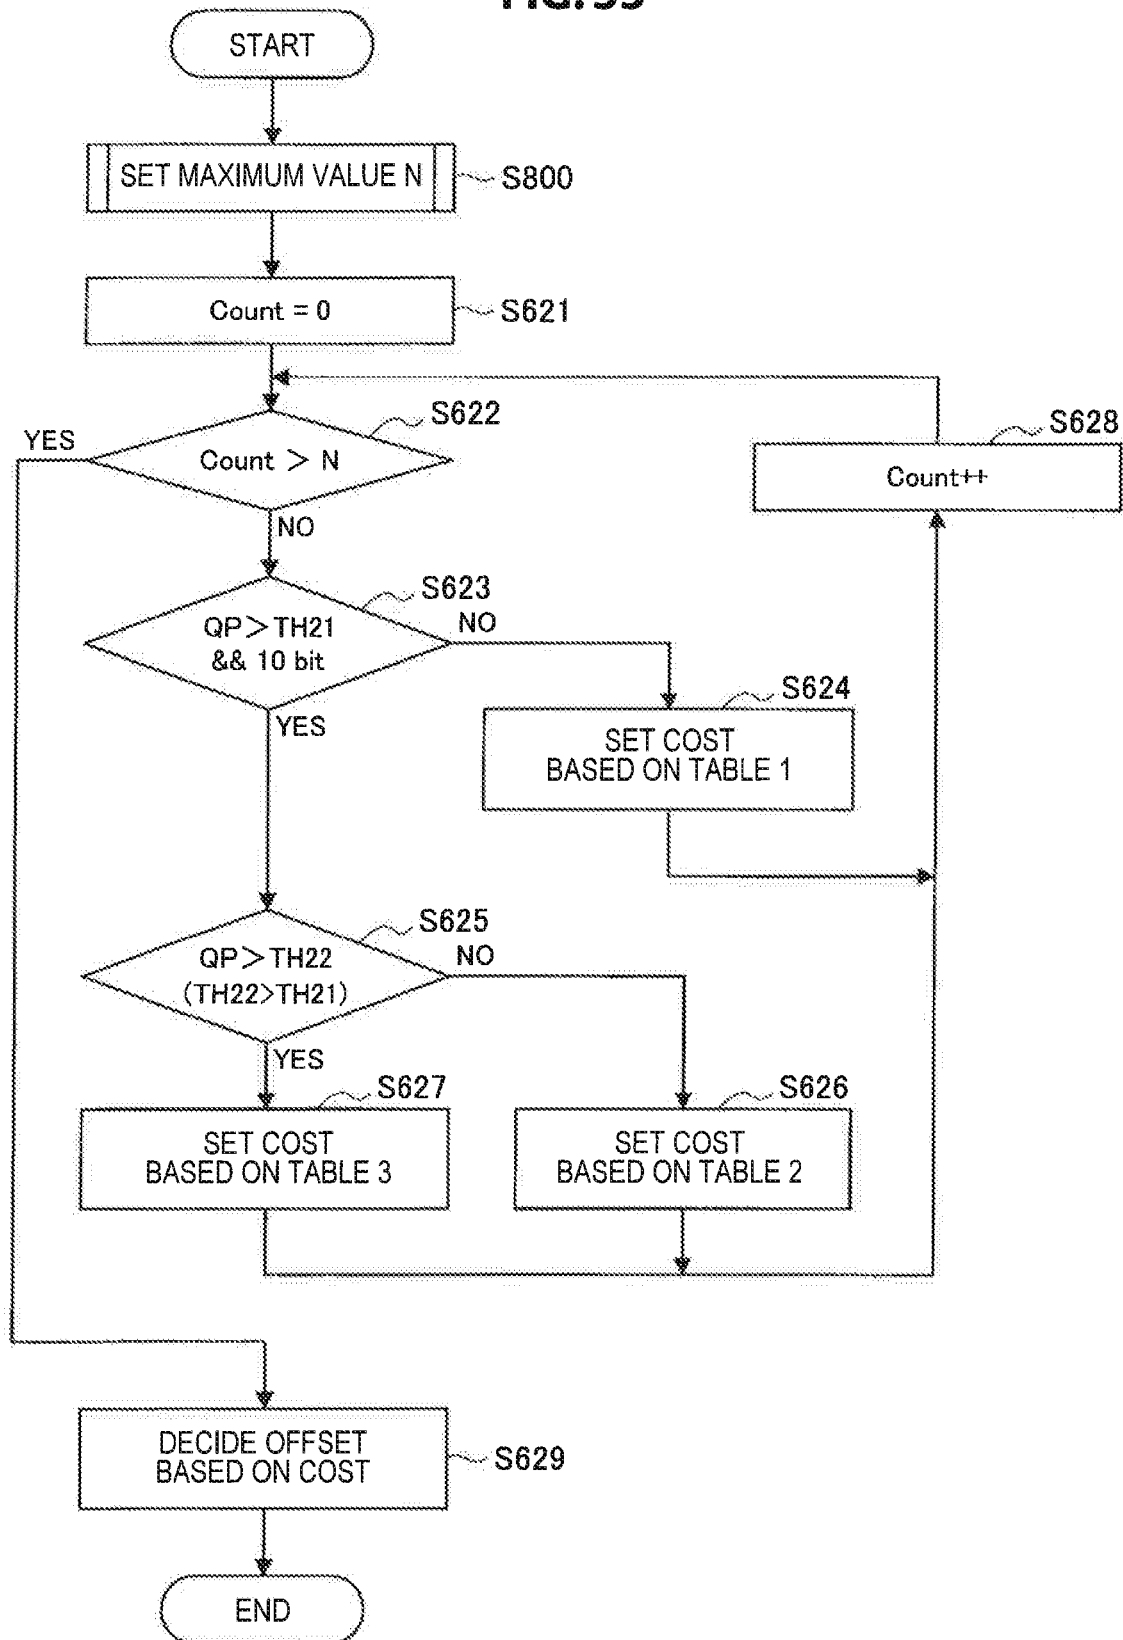 START
SET MAXIMUM VALUE N
S800
Count = 0
S621
S622
YES
Count > N
NO
S628
Count++
S623
QP>TH21
&& 10 bit
NO
YES
S624
SET COST
BASED ON TABLE 1
S625
QP>TH22
(TH22>TH21)
NO
YES
S627
SET COST
BASED ON TABLE 3
S626
SET COST
BASED ON TABLE 2
DECIDE OFFSET
BASED ON COST
S629
END